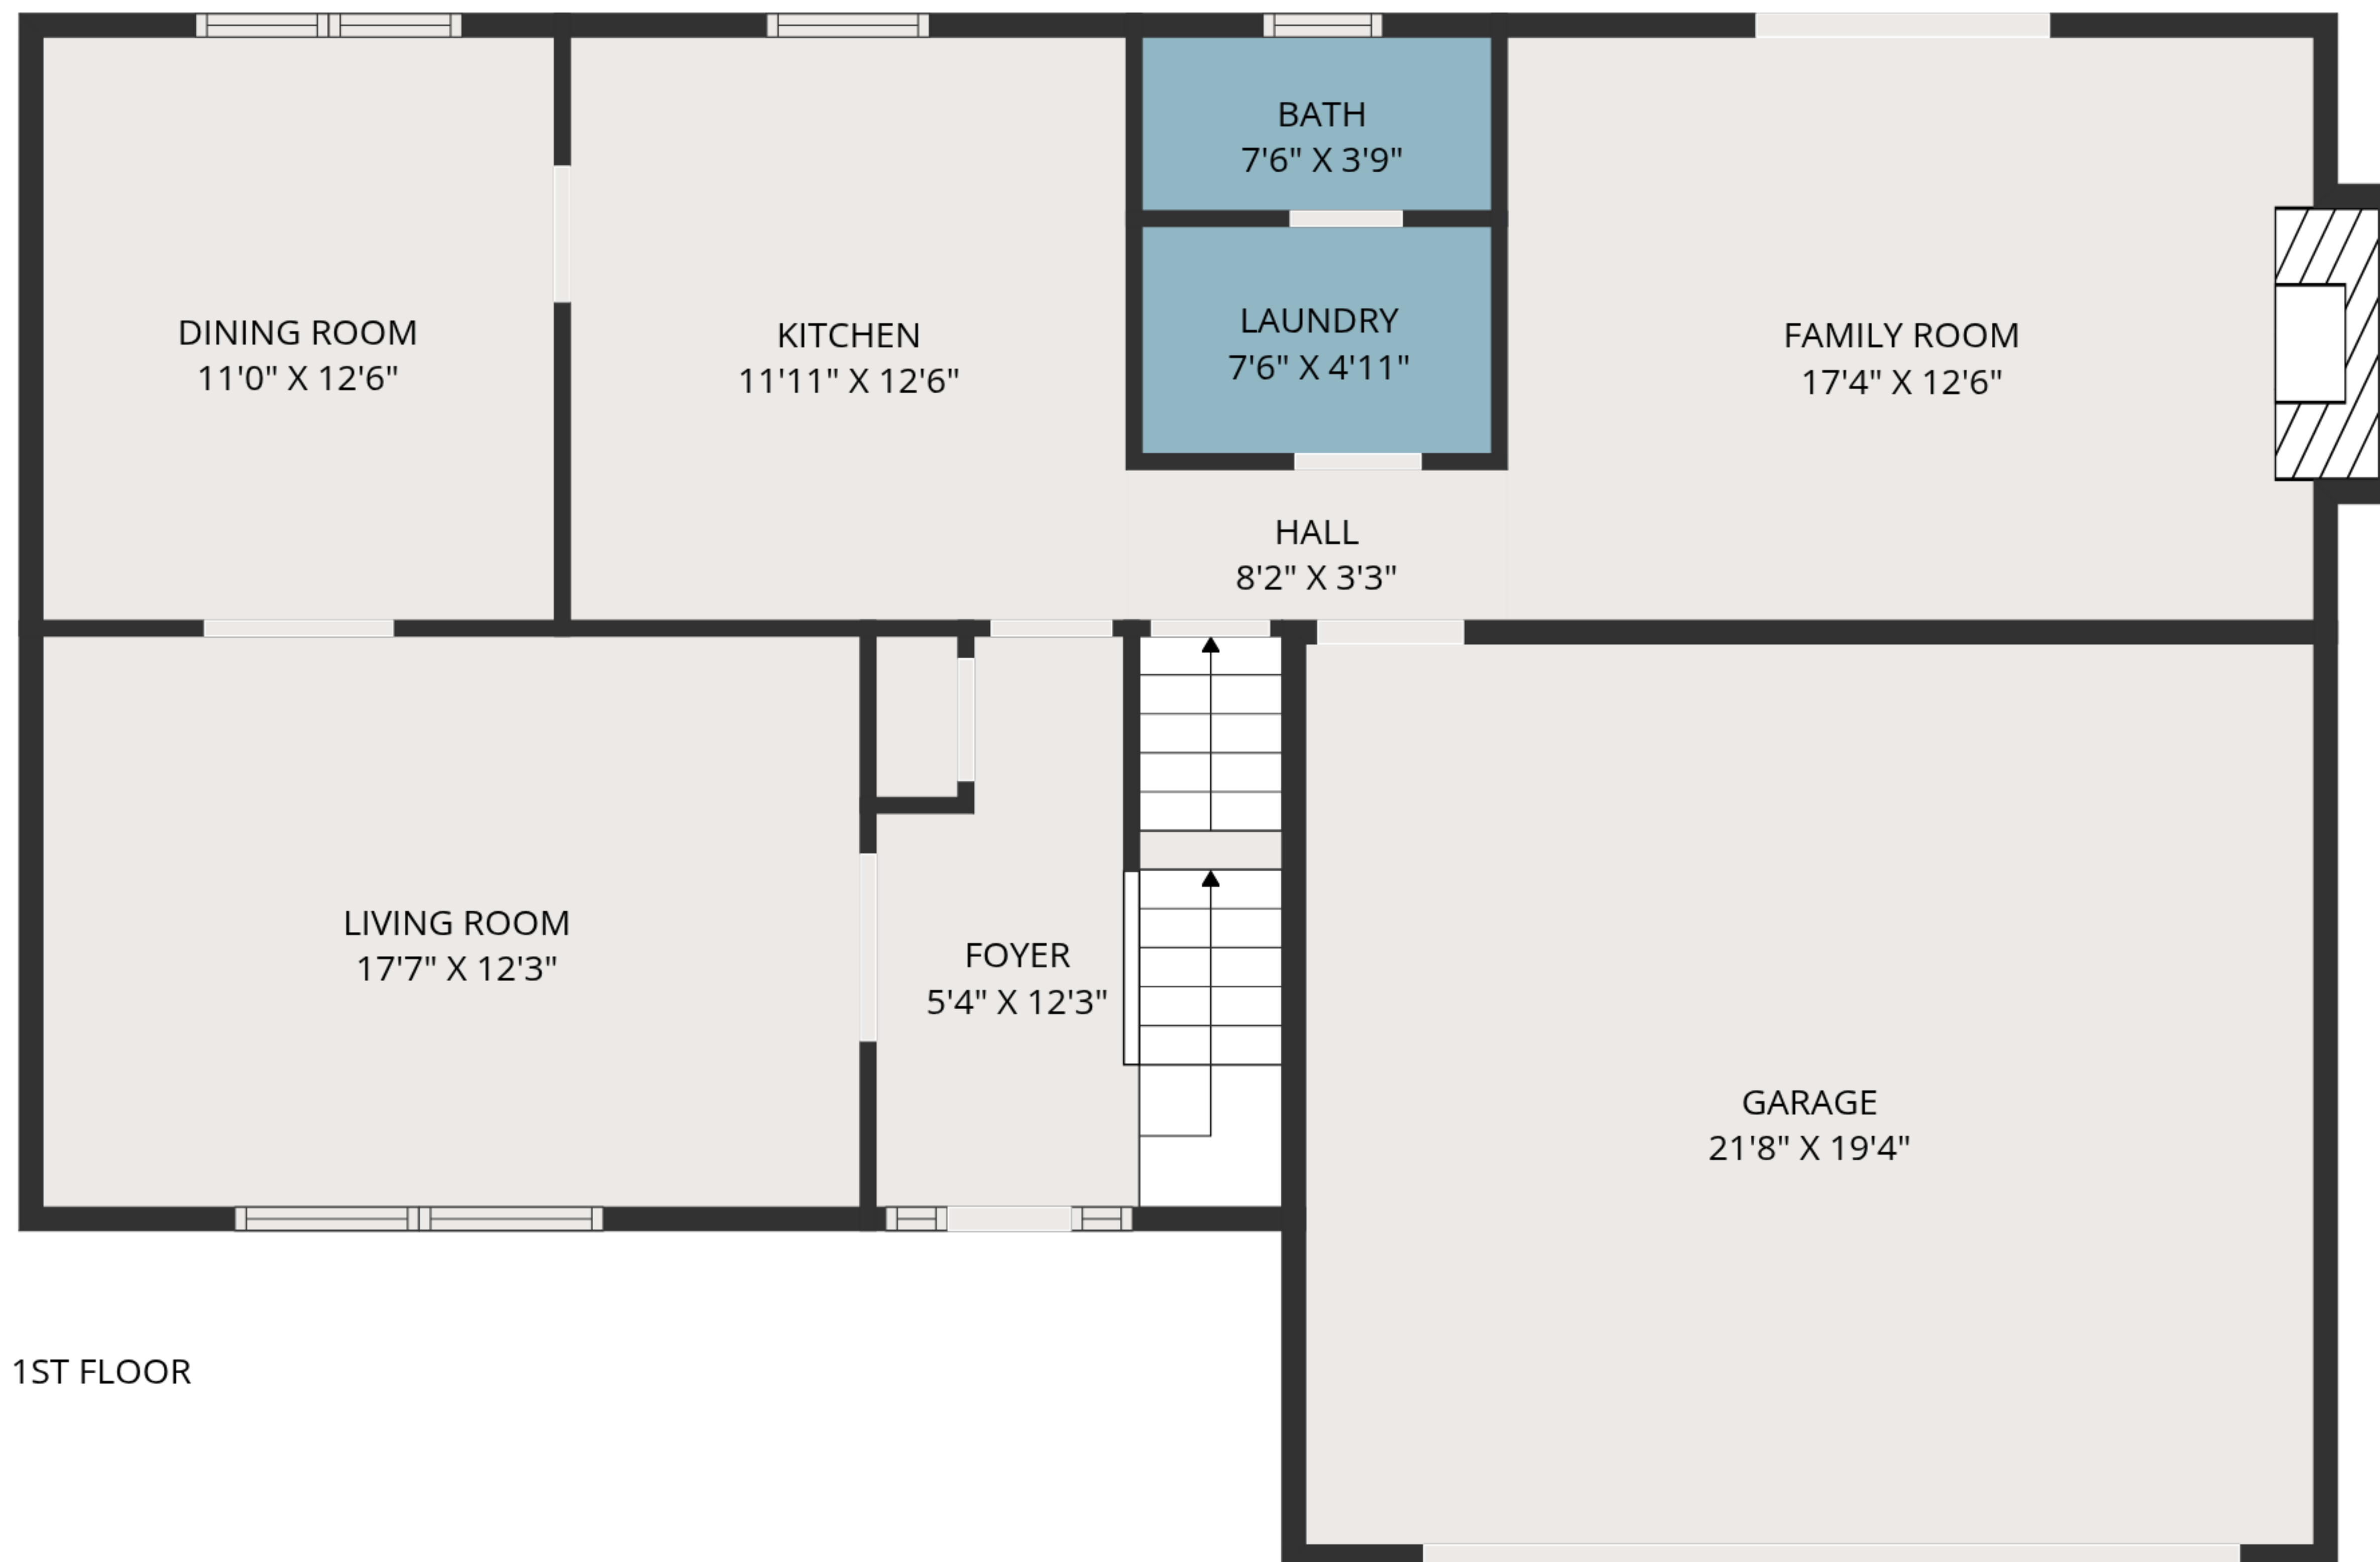 BATH
7'6" X 3'9"
DINING ROOM
11'0" X 12'6"
KITCHEN
11'11" X 12'6"
LAUNDRY
7'6" X 4'11"
FAMILY ROOM
17'4" X 12'6"
HALL
8'2" X 3'3"
LIVING ROOM
17'7" X 12'3"
FOYER
5'4" X 12'3"
GARAGE
21'8" X 19'4"
1ST FLOOR